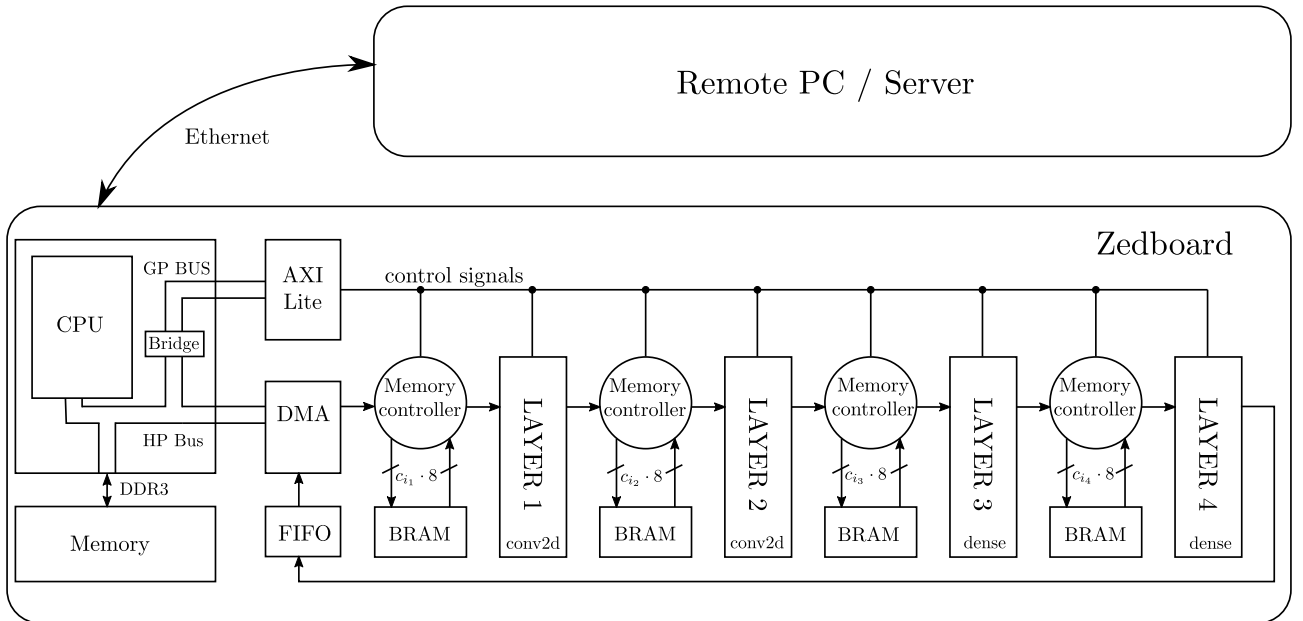 Remote PC / Server
Ethernet
Zedboard
GP BUS
CPU
Bridge
HP Bus
DDR3
Memory
AXI
Lite
control signals
DMA
FIFO
Memory
controller
c_{i_1} · 8
BRAM
LAYER 1
conv2d
Memory
controller
c_{i_2} · 8
BRAM
LAYER 2
conv2d
Memory
controller
c_{i_3} · 8
BRAM
LAYER 3
dense
Memory
controller
c_{i_4} · 8
BRAM
LAYER 4
dense